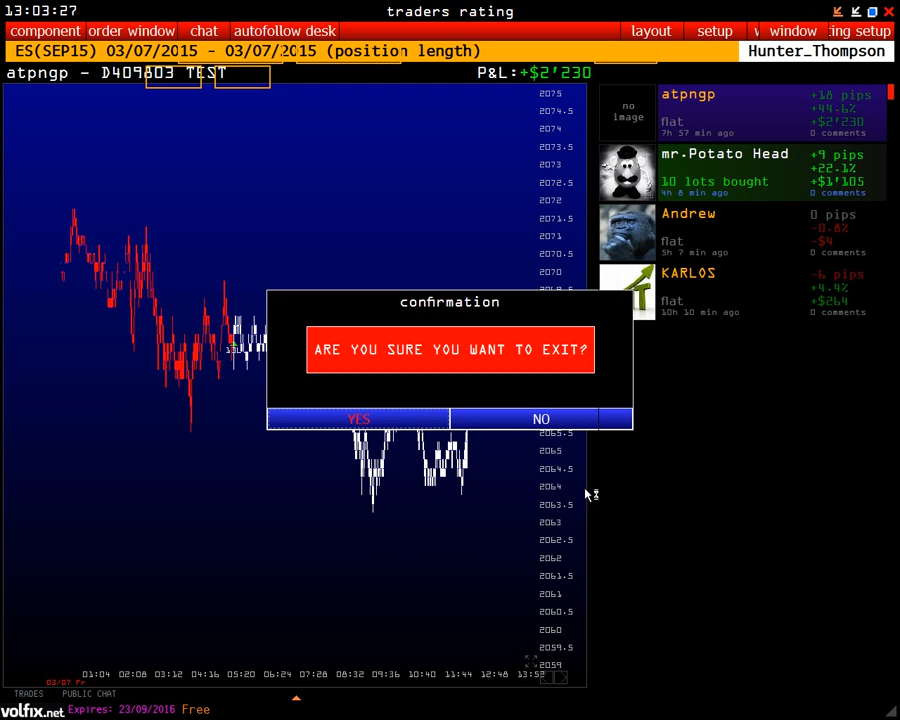 13:03:27
traders rating
component order window chat autofollow desk layout setup window ing setup
ES(SEP15) 03/07/2015 - 03/07/2015 (position length)
Hunter_Thompson
atpngp - D409603 TEST
P&L:+$2'230
2075
2074.5
2074
2073.5
2073
2072.5
2072
2071.5
2071
2070.5
2070
2065.5
2065
2064.5
2064
2063.5
2063
2062.5
2062
2061.5
2061
2060.5
2060
2059.5
2059
no
image
atpngp
+18 pips
+44.6%
+$2'230
flat
7h 57 min ago
0 comments
mr.Potato Head
+9 pips
+22.1%
10 lots bought
+$1'105
4h 8 min ago
0 comments
Andrew
0 pips
-0.8%
flat
-$4
5h 7 min ago
0 comments
KARLOS
-6 pips
+4.4%
flat
+$264
10h 10 min ago
0 comments
confirmation
ARE YOU SURE YOU WANT TO EXIT?
YES
NO
01:04 02:08 03:12 04:16 05:20 06:24 07:28 08:32 09:36 10:40 11:44 12:48 13:52
03/07 Fr
TRADES
PUBLIC CHAT
volfix.net
Expires: 23/09/2016
Free